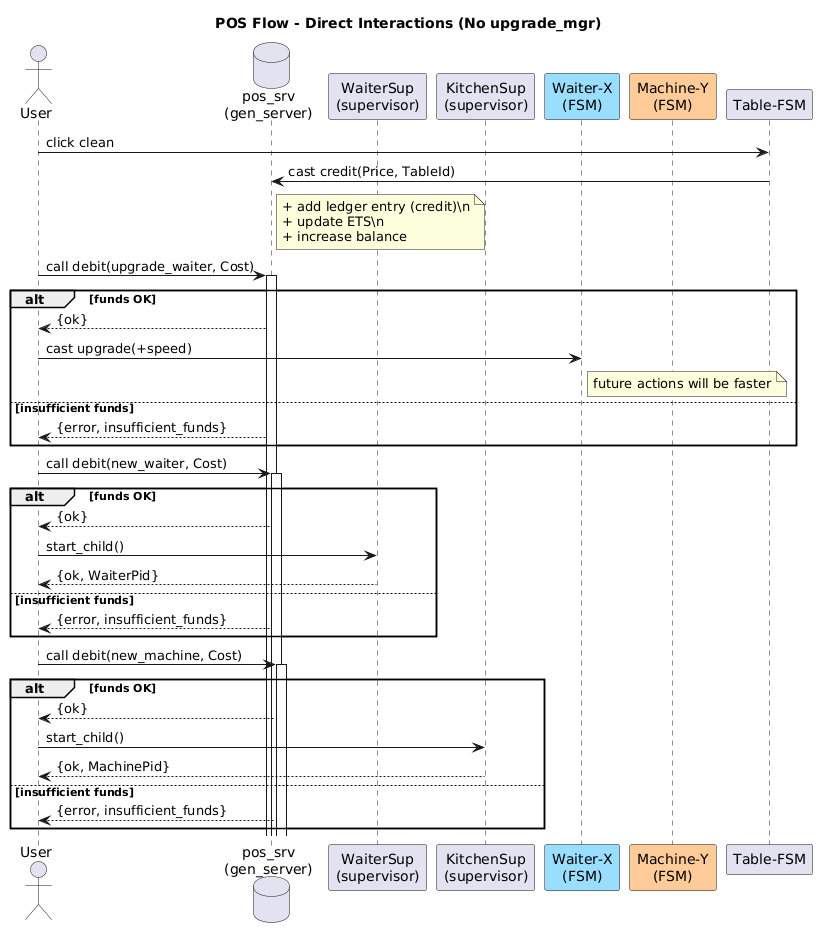 POS Flow - Direct Interactions (No upgrade_mgr)
User
pos_srv
(gen_server)
WaiterSup
(supervisor)
KitchenSup
(supervisor)
Waiter-X
(FSM)
Machine-Y
(FSM)
Table-FSM
click clean
cast credit(Price, TableId)
+ add ledger entry (credit)\n
+ update ETS\n
+ increase balance
call debit(upgrade_waiter, Cost)
alt [funds OK]
{ok}
cast upgrade(+speed)
future actions will be faster
[insufficient funds]
{error, insufficient_funds}
call debit(new_waiter, Cost)
alt [funds OK]
{ok}
start_child()
{ok, WaiterPid}
[insufficient funds]
{error, insufficient_funds}
call debit(new_machine, Cost)
alt [funds OK]
{ok}
start_child()
{ok, MachinePid}
[insufficient funds]
{error, insufficient_funds}
User
pos_srv
(gen_server)
WaiterSup
(supervisor)
KitchenSup
(supervisor)
Waiter-X
(FSM)
Machine-Y
(FSM)
Table-FSM